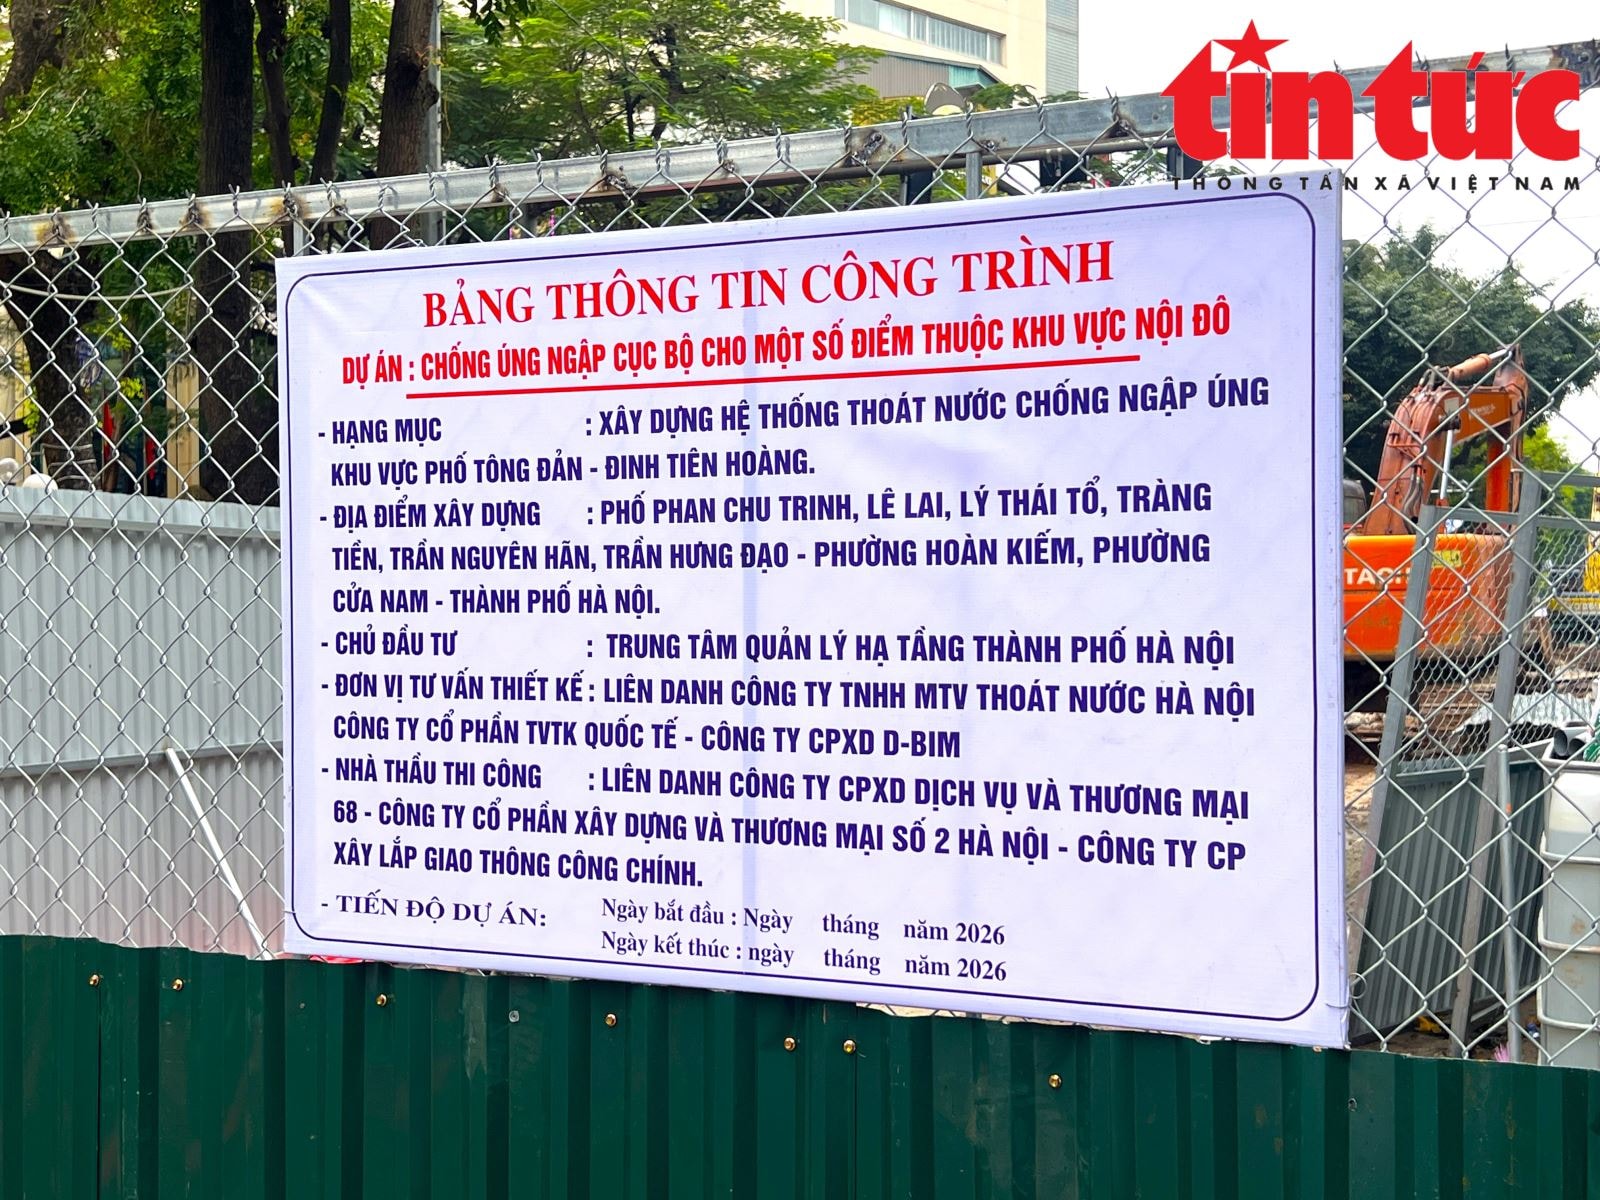 tin tức
THÔNG TẤN XÃ VIỆT NAM
BẢNG THÔNG TIN CÔNG TRÌNH
DỰ ÁN : CHỐNG ÚNG NGẬP CỤC BỘ CHO MỘT SỐ ĐIỂM THUỘC KHU VỰC NỘI ĐÔ
- HẠNG MỤC : XÂY DỰNG HỆ THỐNG THOÁT NƯỚC CHỐNG NGẬP ÚNG
KHU VỰC PHỐ TÔNG ĐẢN - ĐINH TIÊN HOÀNG.
- ĐỊA ĐIỂM XÂY DỰNG : PHỐ PHAN CHU TRINH, LÊ LAI, LÝ THÁI TỔ, TRÀNG
TIỀN, TRẦN NGUYÊN HÃN, TRẦN HƯNG ĐẠO - PHƯỜNG HOÀN KIẾM, PHƯỜNG
CỬA NAM - THÀNH PHỐ HÀ NỘI.
- CHỦ ĐẦU TƯ : TRUNG TÂM QUẢN LÝ HẠ TẦNG THÀNH PHỐ HÀ NỘI
- ĐƠN VỊ TƯ VẤN THIẾT KẾ : LIÊN DANH CÔNG TY TNHH MTV THOÁT NƯỚC HÀ NỘI
CÔNG TY CỔ PHẦN TVTK QUỐC TẾ - CÔNG TY CPXD D-BIM
- NHÀ THẦU THI CÔNG : LIÊN DANH CÔNG TY CPXD DỊCH VỤ VÀ THƯƠNG MẠI
68 - CÔNG TY CỔ PHẦN XÂY DỰNG VÀ THƯƠNG MẠI SỐ 2 HÀ NỘI - CÔNG TY CP
XÂY LẮP GIAO THÔNG CÔNG CHÍNH.
- TIẾN ĐỘ DỰ ÁN: Ngày bắt đầu : Ngày tháng năm 2026
Ngày kết thúc : ngày tháng năm 2026